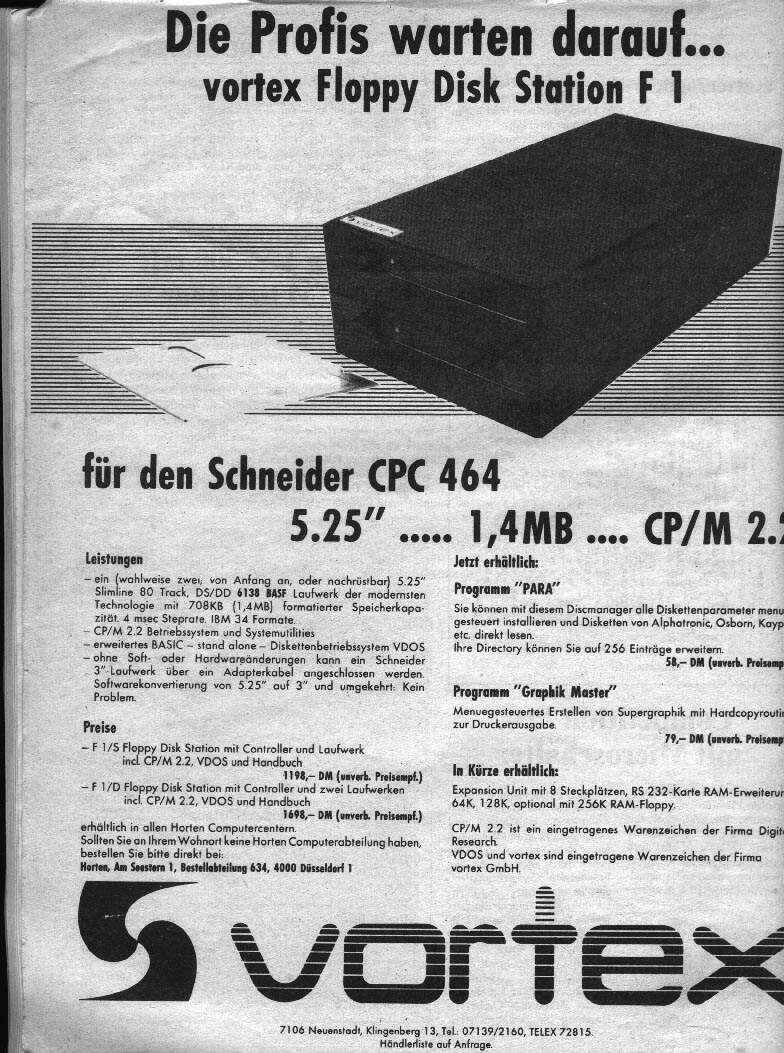 Die Profis warten darauf...
vortex Floppy Disk Station F 1
vortex
für den Schneider CPC 464
5.25" ..... 1,4MB .... CP/M 2.2
Leistungen
– ein (wahlweise zwei; von Anfang an, oder nachrüstbar) 5.25"
Slimline 80 Track, DS/DD 6138 BASF Laufwerk der modernsten
Technologie mit 708KB (1,4MB) formatierter Speicherkapa-
zität. 4 msec Steprate. IBM 34 Formate.
– CP/M 2.2 Betriebssystem und Systemutilities
– erweitertes BASIC – stand alone – Diskettenbetriebssystem VDOS
– ohne Soft- oder Hardwareänderungen kann ein Schneider
3"-Laufwerk über ein Adapterkabel angeschlossen werden.
Softwarekonvertierung von 5.25" auf 3" und umgekehrt: Kein
Problem.
Preise
– F 1/S Floppy Disk Station mit Controller und Laufwerk
incl. CP/M 2.2, VDOS und Handbuch
1198,– DM (unverb. Preisempf.)
– F 1/D Floppy Disk Station mit Controller und zwei Laufwerken
incl. CP/M 2.2, VDOS und Handbuch
1698,– DM (unverb. Preisempf.)
erhältlich in allen Horten Computercentern.
Sollten Sie an Ihrem Wohnort keine Horten Computerabteilung haben,
bestellen Sie bitte direkt bei:
Horten, Am Seestern 1, Bestellabteilung 634, 4000 Düsseldorf 1
Jetzt erhältlich:
Programm "PARA"
Sie können mit diesem Discmanager alle Diskettenparameter menu
gesteuert installieren und Disketten von Alphatronic, Osborn, Kayp
etc. direkt lesen.
Ihre Directory können Sie auf 256 Einträge erweitern.
58,– DM (unverb. Preisemp
Programm "Graphik Master"
Menuegesteuertes Erstellen von Supergraphik mit Hardcopyroutin
zur Druckerausgabe.
79,– DM (unverb. Preisemp
In Kürze erhältlich:
Expansion Unit mit 8 Steckplätzen, RS 232-Karte RAM-Erweiterun
64K, 128K, optional mit 256K RAM-Floppy.
CP/M 2.2 ist ein eingetragenes Warenzeichen der Firma Digit
Research.
VDOS und vortex sind eingetragene Warenzeichen der Firma
vortex GmbH.
vortex
7106 Neuenstadt, Klingenberg 13, Tel.: 07139/2160, TELEX 72815.
Händlerliste auf Anfrage.